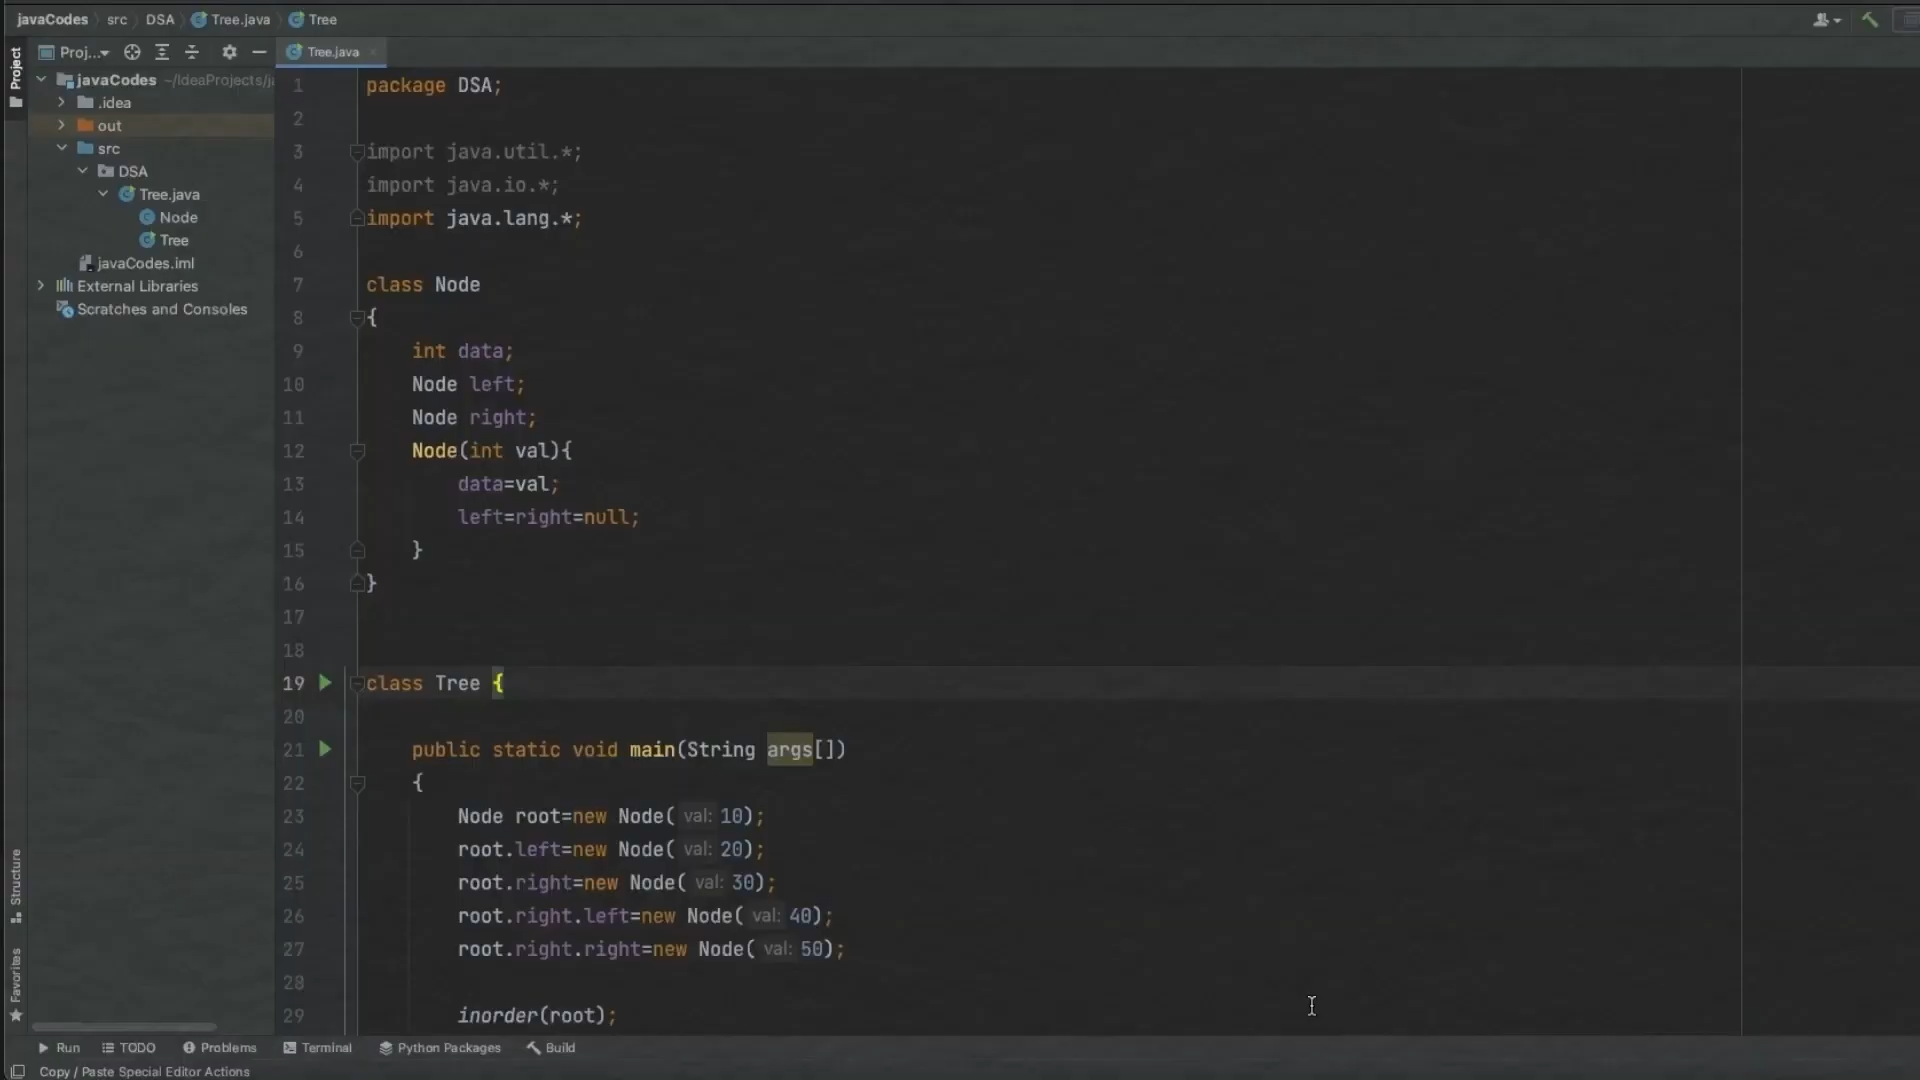 javaCodes src DSA Tree.java Tree
Proj... Tree.java
Project
javaCodes ~/IdeaProjects/j
.idea
out
src
DSA
Tree.java
Node
Tree
javaCodes.iml
External Libraries
Scratches and Consoles
Structure
Favorites
1 package DSA;
2
3 import java.util.*;
4 import java.io.*;
5 import java.lang.*;
6
7 class Node
8 {
9 int data;
10 Node left;
11 Node right;
12 Node(int val){
13 data=val;
14 left=right=null;
15 }
16 }
17
18
19 class Tree {
20
21 public static void main(String args[])
22 {
23 Node root=new Node( val: 10);
24 root.left=new Node( val: 20);
25 root.right=new Node( val: 30);
26 root.right.left=new Node( val: 40);
27 root.right.right=new Node( val: 50);
28
29 inorder(root);
Run TODO Problems Terminal Python Packages Build
Copy / Paste Special Editor Actions